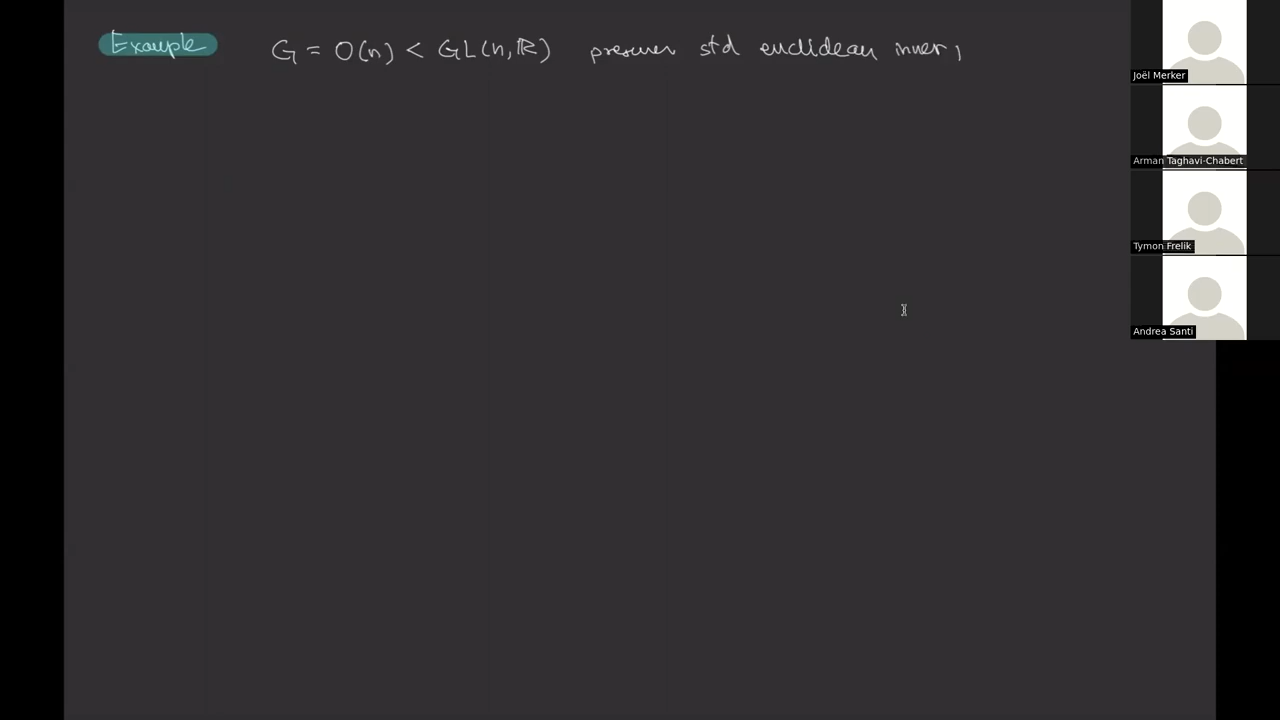 Example G = O(n) < GL(n,ℝ) preserves std euclidean inner
Joël Merker
Arman Taghavi-Chabert
Tymon Frelik
Andrea Santi